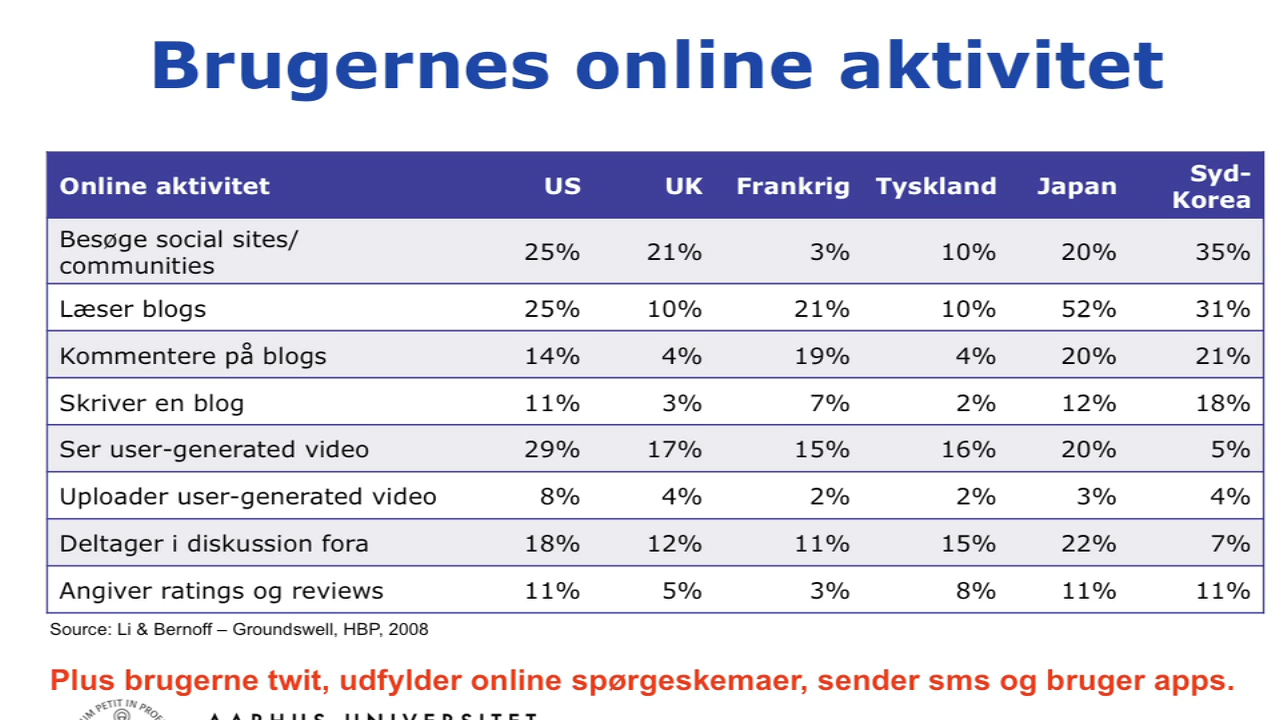 Brugernes online aktivitet
Online aktivitet US UK Frankrig Tyskland Japan Syd-
Korea
Besøge social sites/
communities 25% 21% 3% 10% 20% 35%
Læser blogs 25% 10% 21% 10% 52% 31%
Kommentere på blogs 14% 4% 19% 4% 20% 21%
Skriver en blog 11% 3% 7% 2% 12% 18%
Ser user-generated video 29% 17% 15% 16% 20% 5%
Uploader user-generated video 8% 4% 2% 2% 3% 4%
Deltager i diskussion fora 18% 12% 11% 15% 22% 7%
Angiver ratings og reviews 11% 5% 3% 8% 11% 11%
Source: Li & Bernoff – Groundswell, HBP, 2008
Plus brugerne twit, udfylder online spørgeskemaer, sender sms og bruger apps.
AARHUS UNIVERSITET